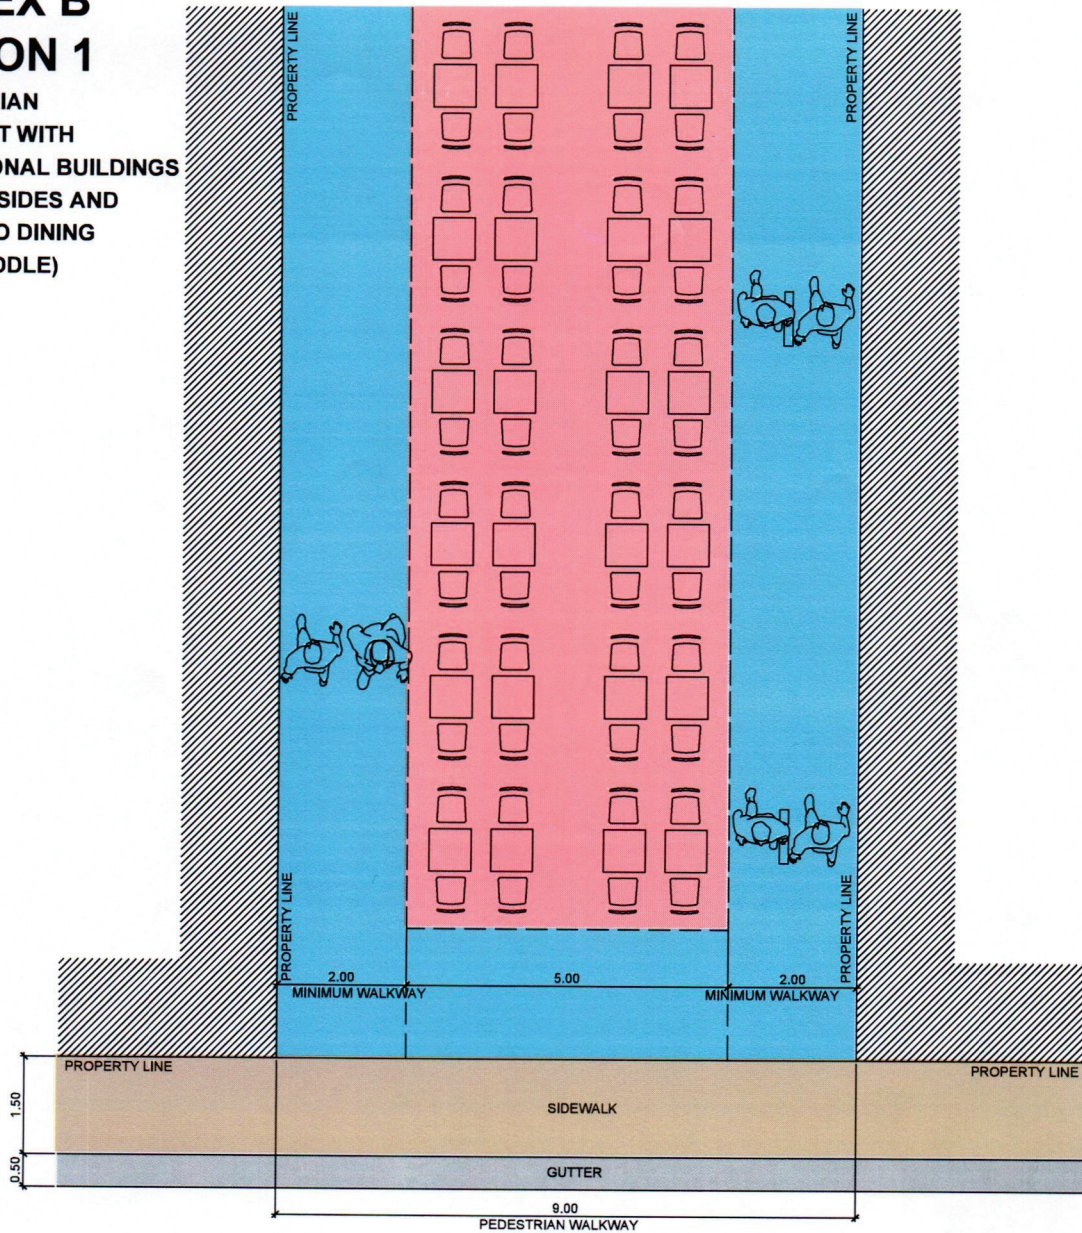 EX B
ON 1
IAN
T WITH
ONAL BUILDINGS
SIDES AND
O DINING
DDLE)
PROPERTY LINE
PROPERTY LINE
PROPERTY LINE
PROPERTY LINE
2.00
5.00
2.00
MINIMUM WALKWAY
MINIMUM WALKWAY
PROPERTY LINE
PROPERTY LINE
1.50
SIDEWALK
0.50
GUTTER
9.00
PEDESTRIAN WALKWAY